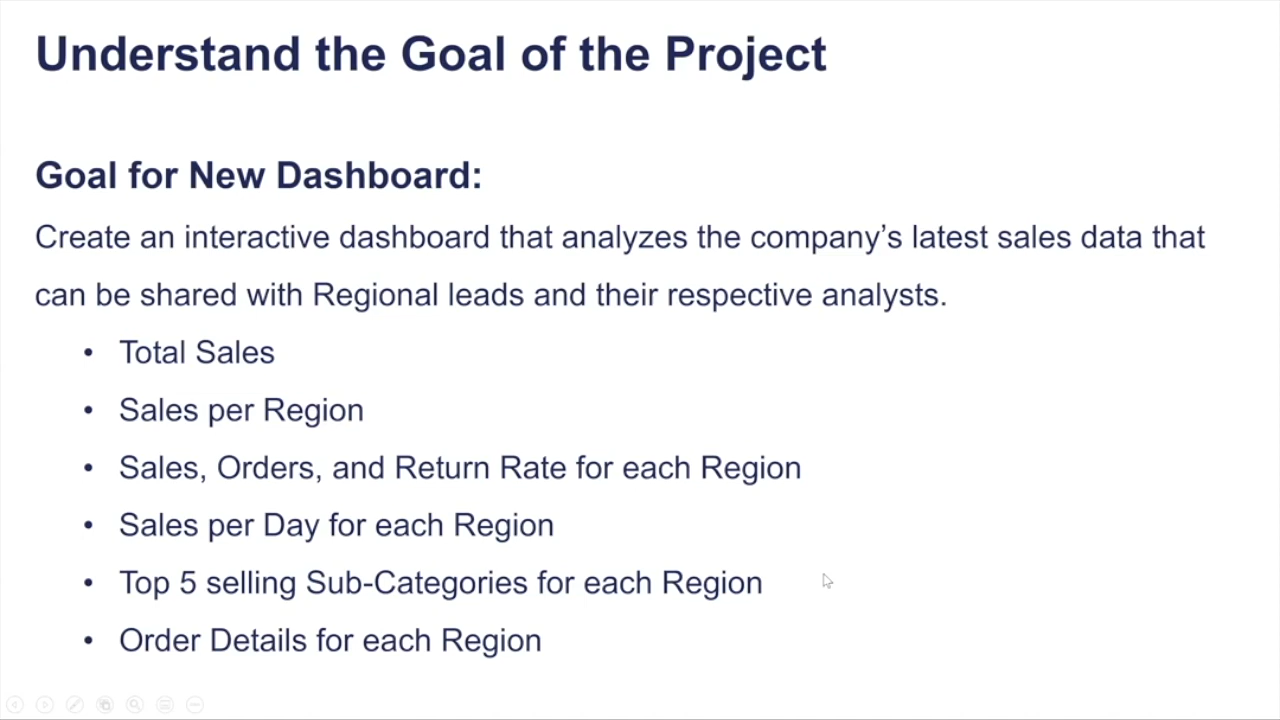 Understand the Goal of the Project
Goal for New Dashboard:
Create an interactive dashboard that analyzes the company’s latest sales data that
can be shared with Regional leads and their respective analysts.
• Total Sales
• Sales per Region
• Sales, Orders, and Return Rate for each Region
• Sales per Day for each Region
• Top 5 selling Sub-Categories for each Region
• Order Details for each Region